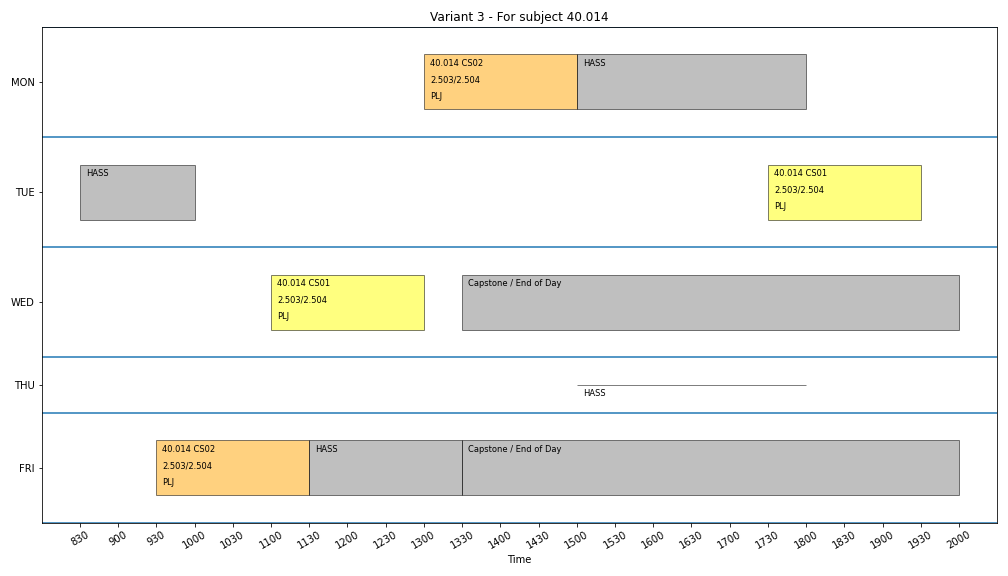 Variant 3 - For subject 40.014
MON
40.014 CS02
2.503/2.504
PLJ
HASS
TUE
HASS
40.014 CS01
2.503/2.504
PLJ
WED
40.014 CS01
2.503/2.504
PLJ
Capstone / End of Day
THU
HASS
FRI
40.014 CS02
2.503/2.504
PLJ
HASS
Capstone / End of Day
830 900 930 1000 1030 1100 1130 1200 1230 1300 1330 1400 1430 1500 1600 1630 1700 1730 1800 1830 1900 1930 2000
Time